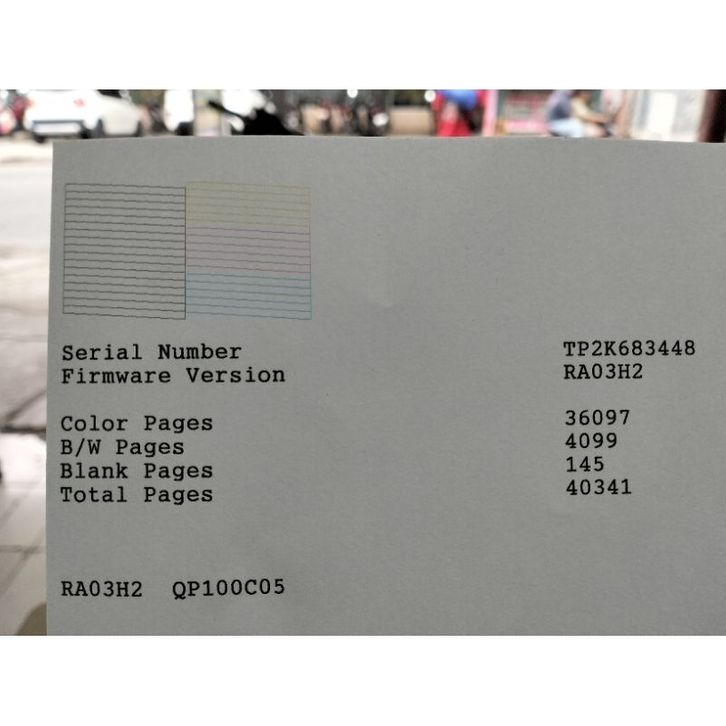 Serial Number TP2K683448
Firmware Version RA03H2
Color Pages 36097
B/W Pages 4099
Blank Pages 145
Total Pages 40341
RA03H2 QP100C05